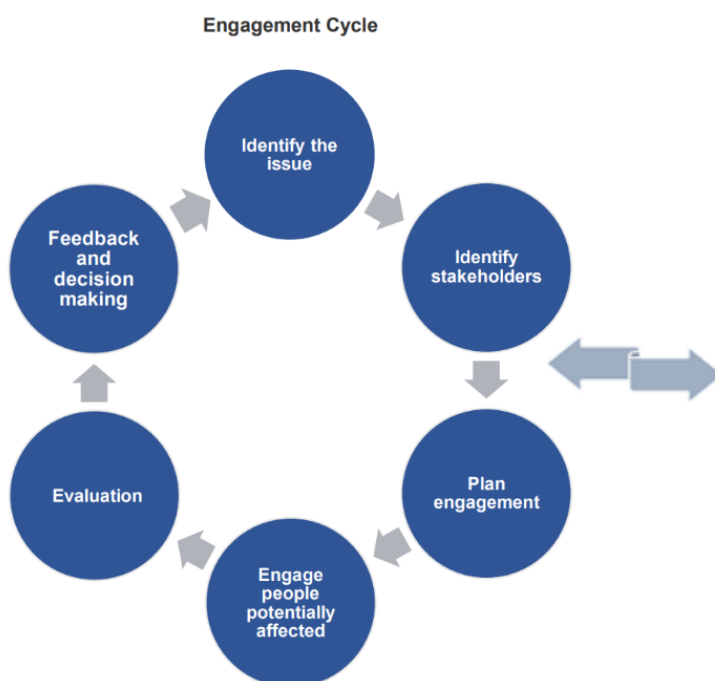 Engagement Cycle
Identify the
issue
Identify
stakeholders
Plan
engagement
Engage
people
potentially
affected
Evaluation
Feedback
and
decision
making